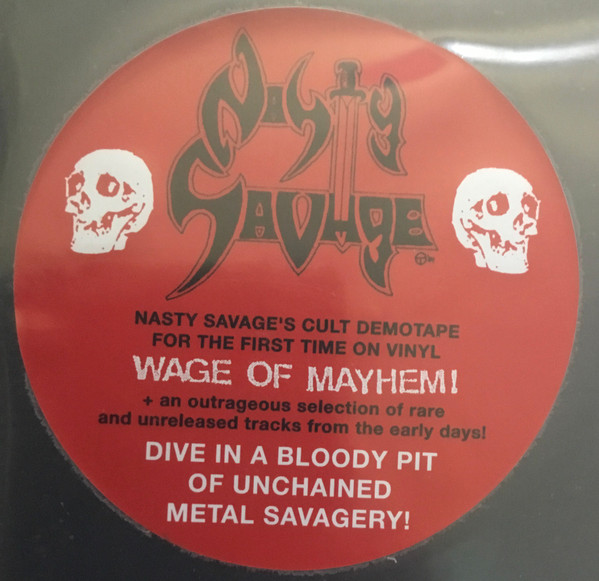 Nasty
Savage
NASTY SAVAGE'S CULT DEMOTAPE
FOR THE FIRST TIME ON VINYL
WAGE OF MAYHEM!
+ an outrageous selection of rare
and unreleased tracks from the early days!
DIVE IN A BLOODY PIT
OF UNCHAINED
METAL SAVAGERY!